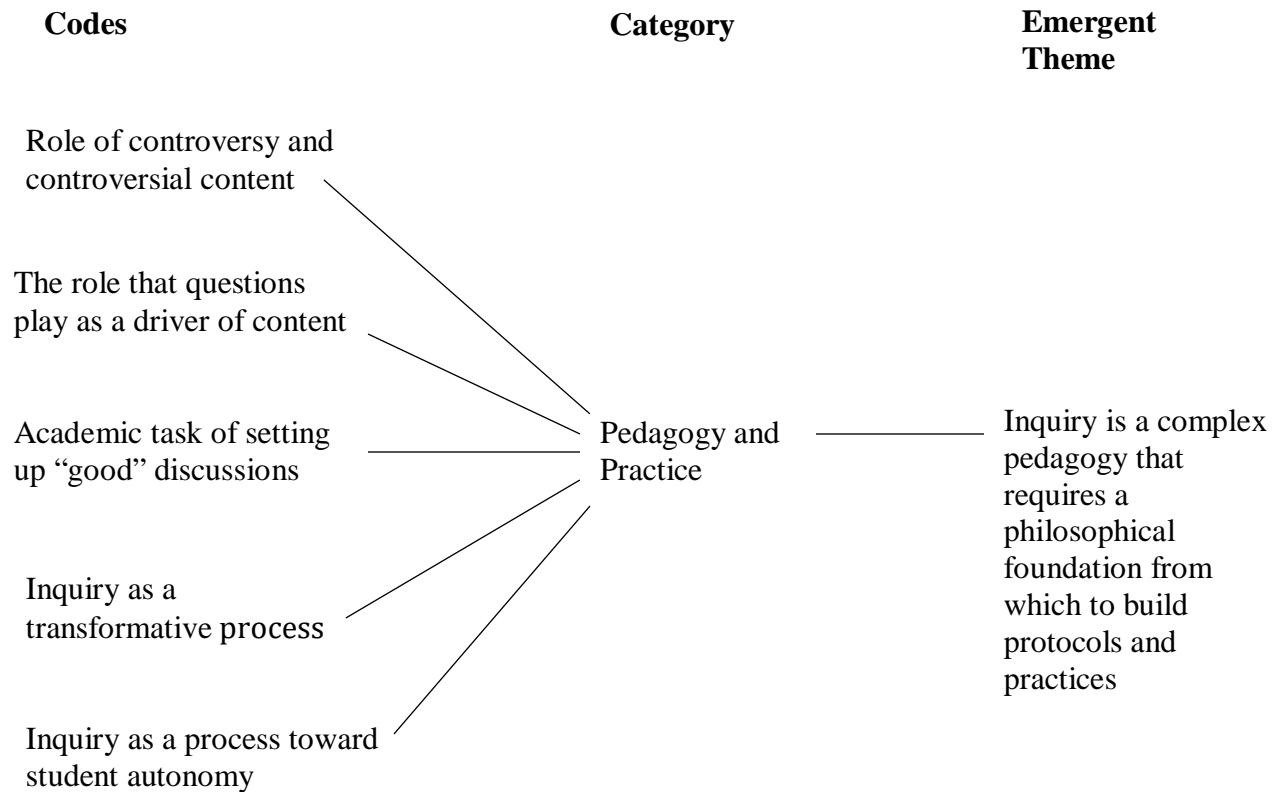 Codes
Category
Emergent
Theme
Role of controversy and
controversial content
The role that questions
play as a driver of content
Academic task of setting
up “good” discussions
Inquiry as a
transformative process
Inquiry as a process toward
student autonomy
Pedagogy and
Practice
Inquiry is a complex
pedagogy that
requires a
philosophical
foundation from
which to build
protocols and
practices